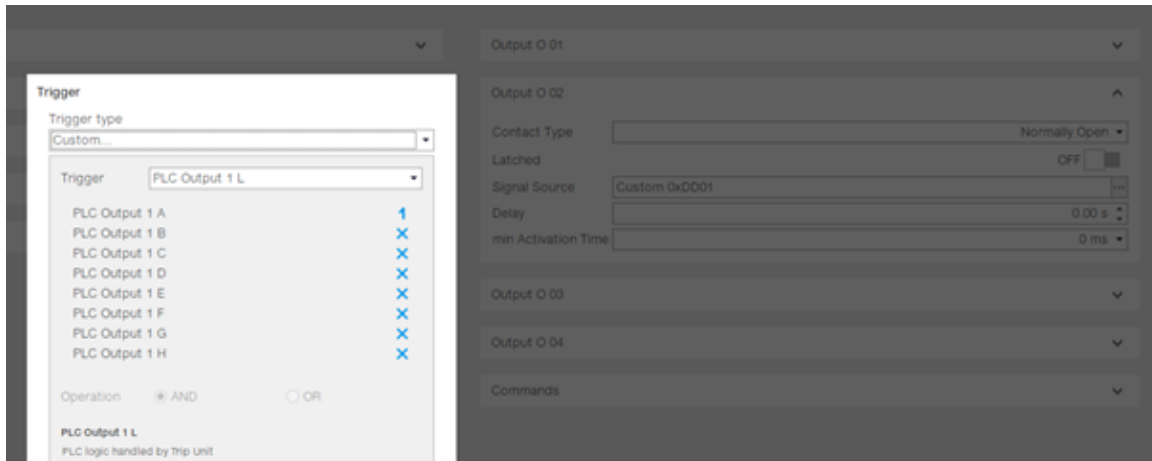 Trigger
Trigger type
Custom...
Trigger PLC Output 1 L
PLC Output 1 A 1
PLC Output 1 B X
PLC Output 1 C X
PLC Output 1 D X
PLC Output 1 E X
PLC Output 1 F X
PLC Output 1 G X
PLC Output 1 H X
Operation AND OR
PLC Output 1 L
PLC logic handled by Trip Unit
Output O 01
Output O 02
Contact Type Normally Open
Latched OFF
Signal Source Custom 0xDD01 ...
Delay 0.00 s
min Activation Time 0 ms
Output O 03
Output O 04
Commands